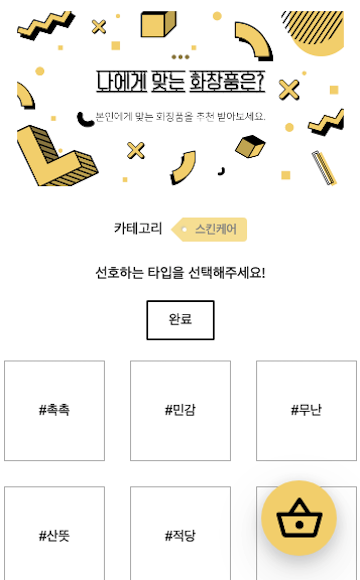 나에게 맞는 화장품은?
본인에게 맞는 화장품을 추천 받아보세요.
카테고리 스킨케어
선호하는 타입을 선택해주세요!
완료
#촉촉 #민감 #무난
#산뜻 #적당